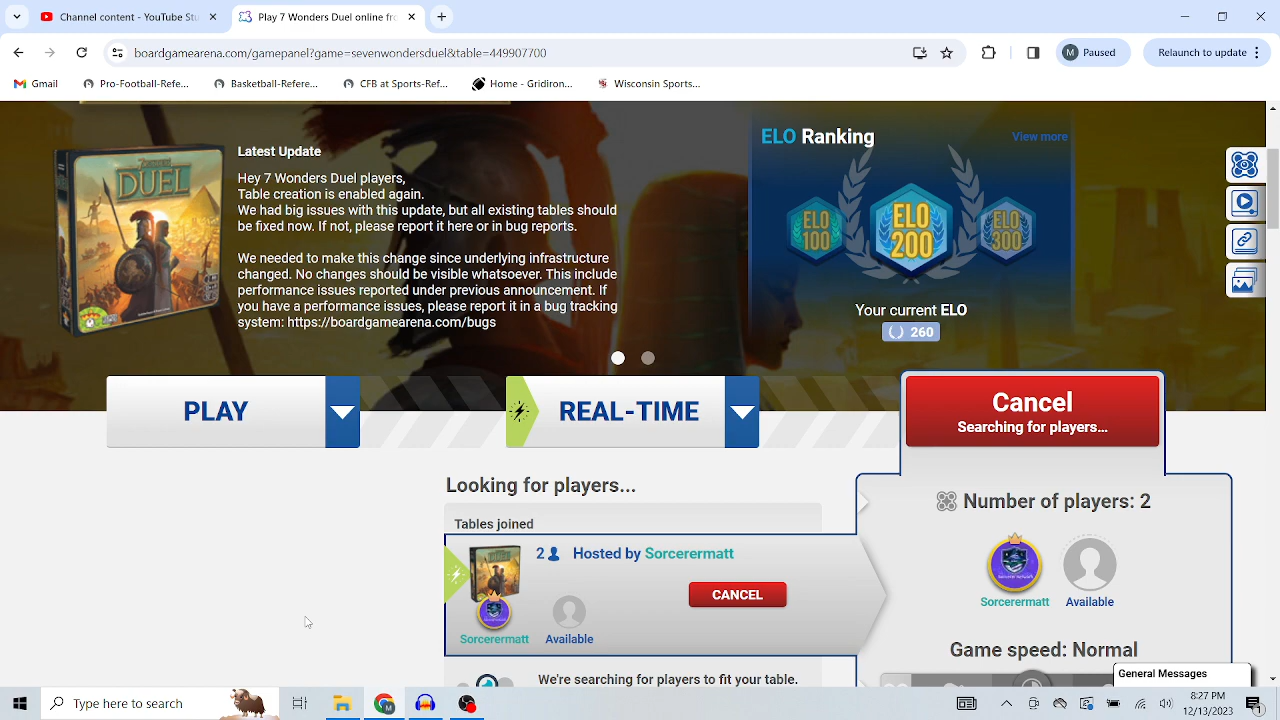 Channel content - YouTube Stu
Play 7 Wonders Duel online fro
boardgamearena.com/gamepanel?game=sevenwondersduel&table=449907700
M Paused
Relaunch to update
Gmail
Pro-Football-Refe...
Basketball-Refere...
CFB at Sports-Ref...
Home - Gridiron...
Wisconsin Sports...
DUEL
Latest Update
Hey 7 Wonders Duel players,
Table creation is enabled again.
We had big issues with this update, but all existing tables should
be fixed now. If not, please report it here or in bug reports.
We needed to make this change since underlying infrastructure
changed. No changes should be visible whatsoever. This include
performance issues reported under previous announcement. If
you have a performance issues, please report it in a bug tracking
system: https://boardgamearena.com/bugs
ELO Ranking
View more
ELO 100
ELO 200
ELO 300
Your current ELO
260
PLAY
REAL-TIME
Cancel
Searching for players...
Looking for players...
Tables joined
2 Hosted by Sorcerermatt
CANCEL
Sorcerermatt
Available
We're searching for players to fit your table.
Number of players: 2
Sorcerermatt
Available
Game speed: Normal
General Messages
Type here to search
M
8:27 PM
12/13/2023
1